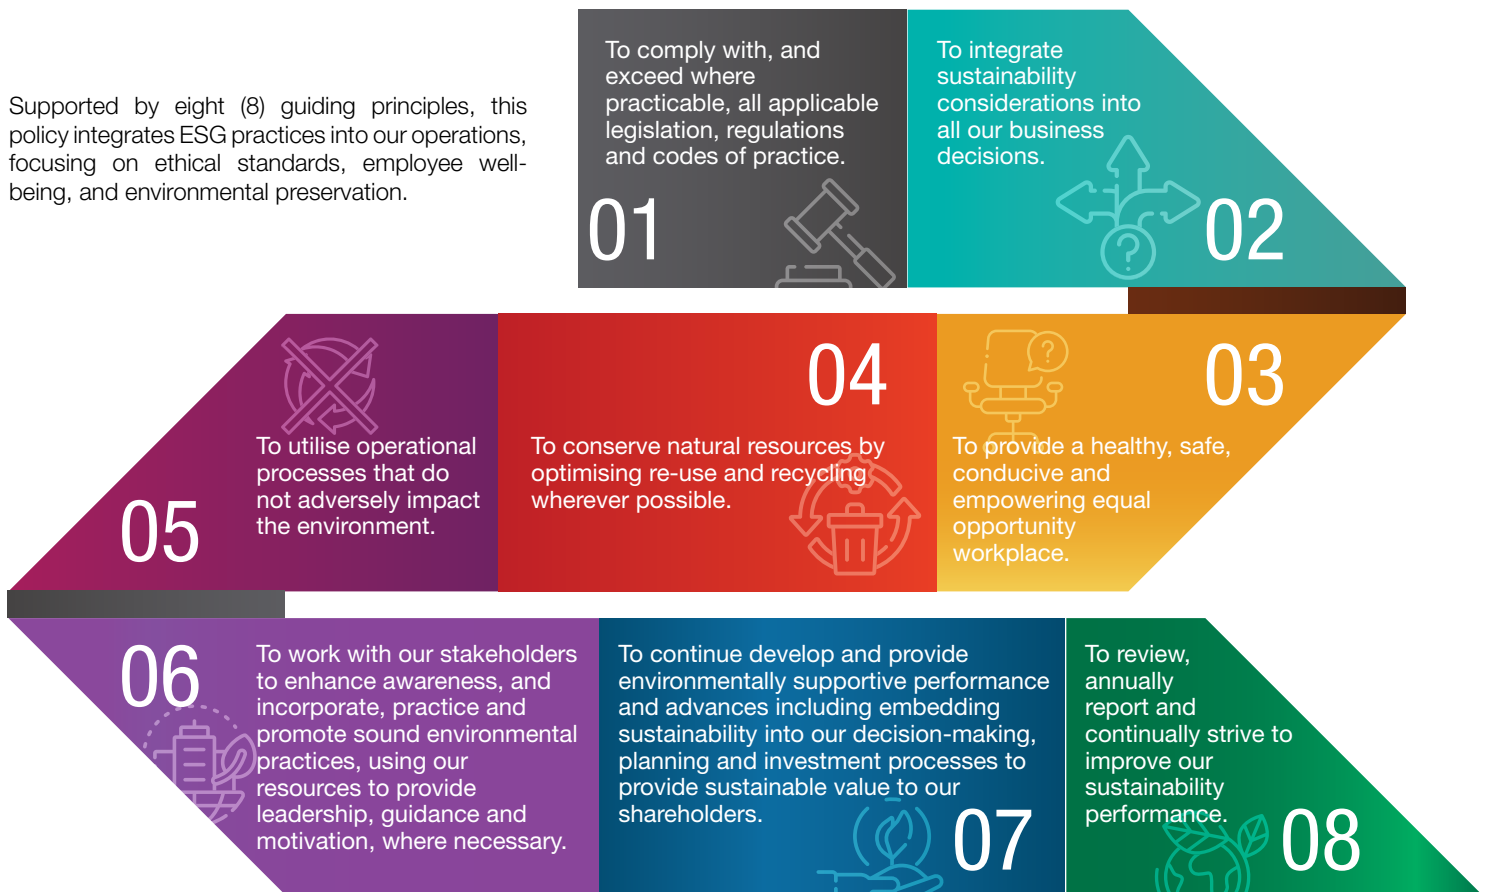 Supported by eight (8) guiding principles, this
policy integrates ESG practices into our operations,
focusing on ethical standards, employee well-
being, and environmental preservation.
To comply with, and
exceed where
practicable, all applicable
legislation, regulations
and codes of practice.
01
To integrate
sustainability
considerations into
all our business
decisions.
02
03
To provide a healthy, safe,
conducive and
empowering equal
opportunity
workplace.
04
To conserve natural resources by
optimising re-use and recycling
wherever possible.
To utilise operational
processes that do
not adversely impact
the environment.
05
06
To work with our stakeholders
to enhance awareness, and
incorporate, practice and
promote sound environmental
practices, using our
resources to provide
leadership, guidance and
motivation, where necessary.
To continue develop and provide
environmentally supportive performance
and advances including embedding
sustainability into our decision-making,
planning and investment processes to
provide sustainable value to our
shareholders.
07
To review,
annually
report and
continually strive to
improve our
sustainability
performance.
08